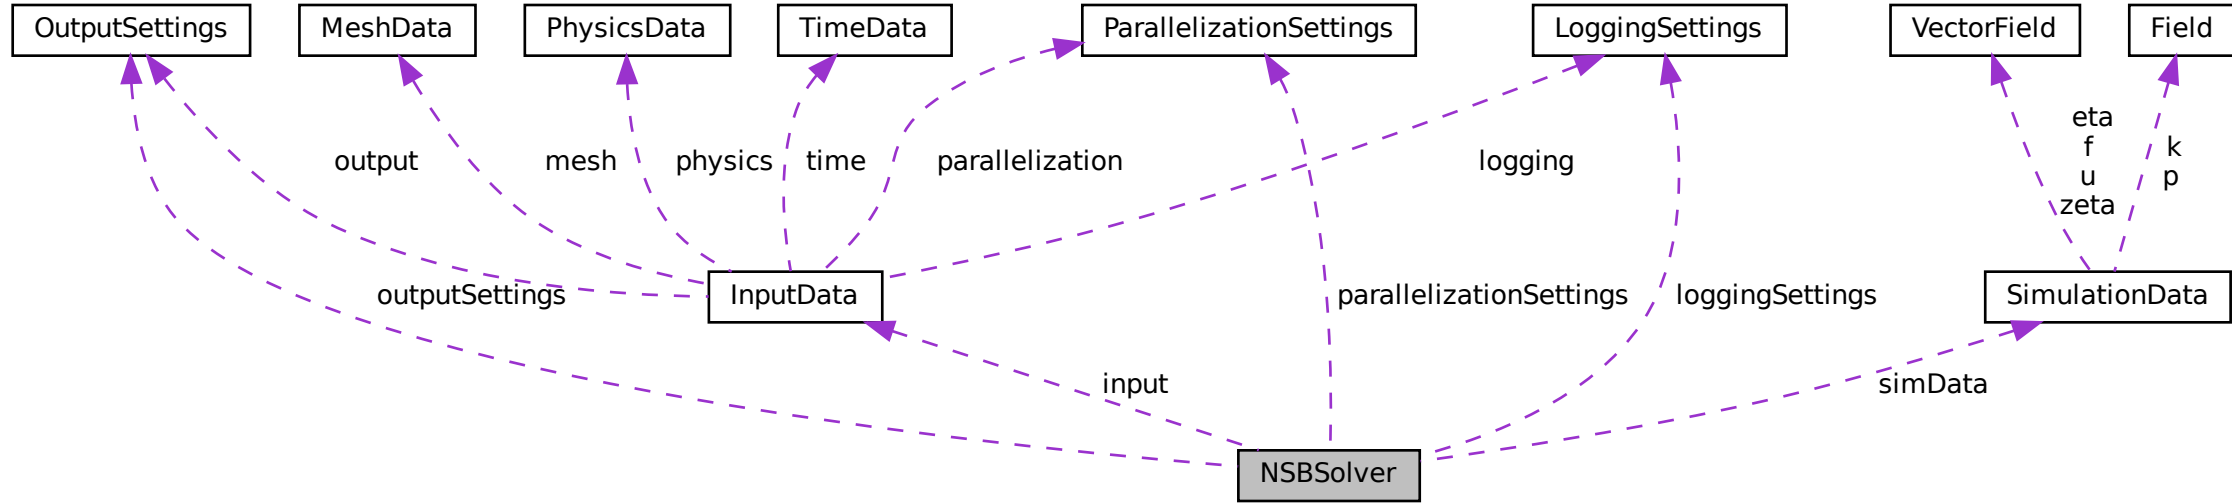 OutputSettings
MeshData
PhysicsData
TimeData
ParallelizationSettings
LoggingSettings
VectorField
Field
output
mesh
physics
time
parallelization
logging
eta
f
u
zeta
k
p
outputSettings
InputData
parallelizationSettings
loggingSettings
SimulationData
input
simData
NSBSolver